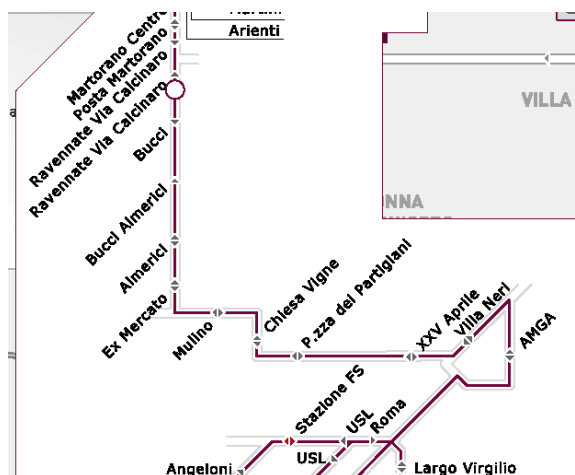 Arienti
Martorano Centro
Posta Martorano
Ravennate Via Calcinaro
Ravennate Via Calcinaro
Bucci
VILLA
Bucci Almerici
NNA
Almerici
Ex Mercato
Mulino
Chiesa Vigne
P.zza dei Partigiani
XXV Aprile
Villa Neri
AMGA
Stazione FS
USL
Roma
USL
Angeloni
Largo Virgilio